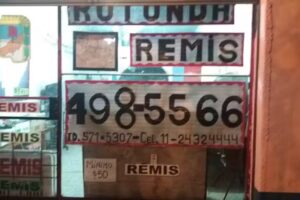 ROTONDA
REMIS
498-5566
ID. 571*5307-Cel. 11-24324444
REMIS
MINIMO
$50
REMIS
REMIS
REMIS